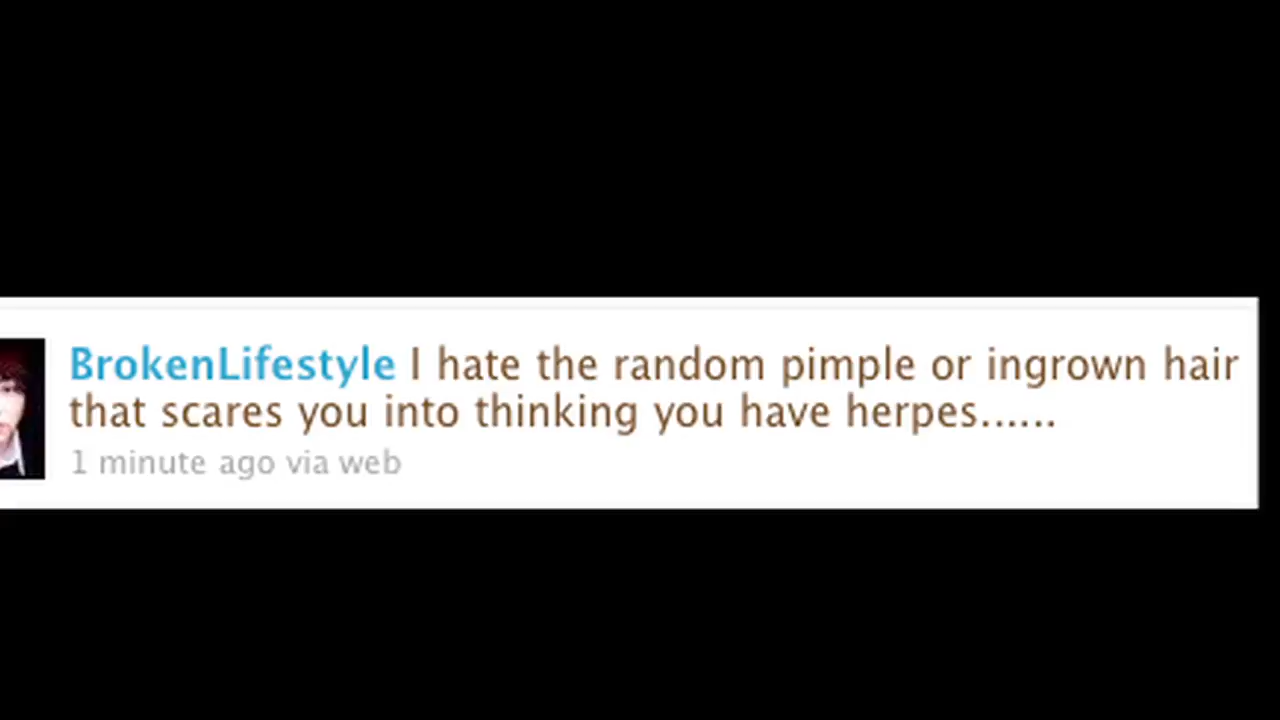 BrokenLifestyle I hate the random pimple or ingrown hair
that scares you into thinking you have herpes......
1 minute ago via web